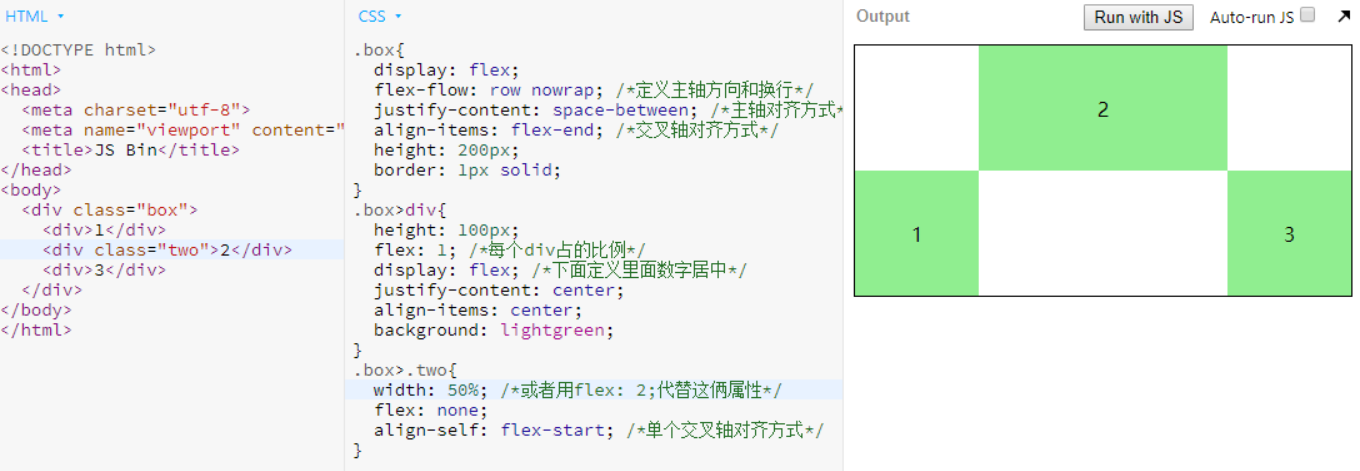 HTML
<!DOCTYPE html>
<html>
<head>
<meta charset="utf-8">
<meta name="viewport" content="
<title>JS Bin</title>
</head>
<body>
<div class="box">
<div>1</div>
<div class="two">2</div>
<div>3</div>
</div>
</body>
</html>
CSS
.box{
display: flex;
flex-flow: row nowrap; /*定义主轴方向和换行*/
justify-content: space-between; /*主轴对齐方式*
align-items: flex-end; /*交叉轴对齐方式*/
height: 200px;
border: 1px solid;
}
.box>div{
height: 100px;
flex: 1; /*每个div占的比例*/
display: flex; /*下面定义里面数字居中*/
justify-content: center;
align-items: center;
background: lightgreen;
}
.box>.two{
width: 50%; /*或者用flex: 2;代替这俩属性*/
flex: none;
align-self: flex-start; /*单个交叉轴对齐方式*/
}
Output
Run with JS
Auto-run JS
2
1
3